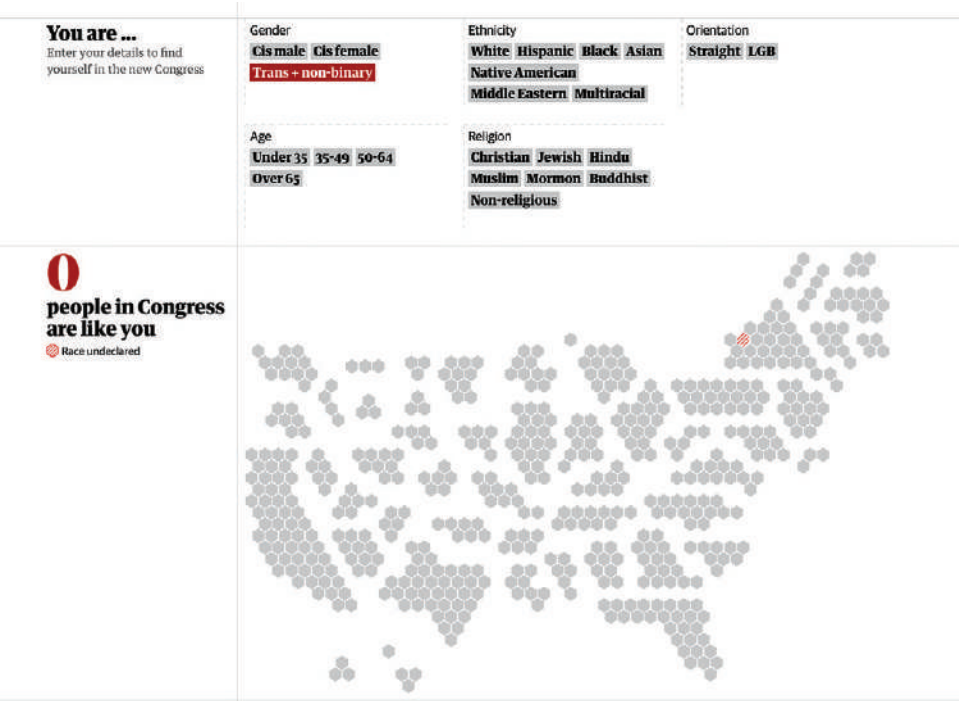 You are ...
Enter your details to find
yourself in the new Congress
Gender
Cis male Cis female
Trans + non-binary
Ethnicity
White Hispanic Black Asian
Native American
Middle Eastern Multiracial
Orientation
Straight LGB
Age
Under 35 35-49 50-64
Over 65
Religion
Christian Jewish Hindu
Muslim Mormon Buddhist
Non-religious
0
people in Congress
are like you
Race undeclared